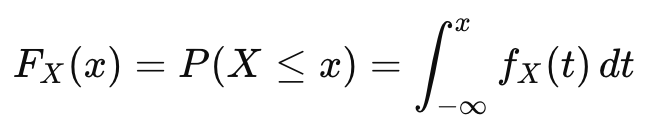 F_X(x) = P(X ≤ x) = ∫_{-∞}^{x} f_X(t) dt